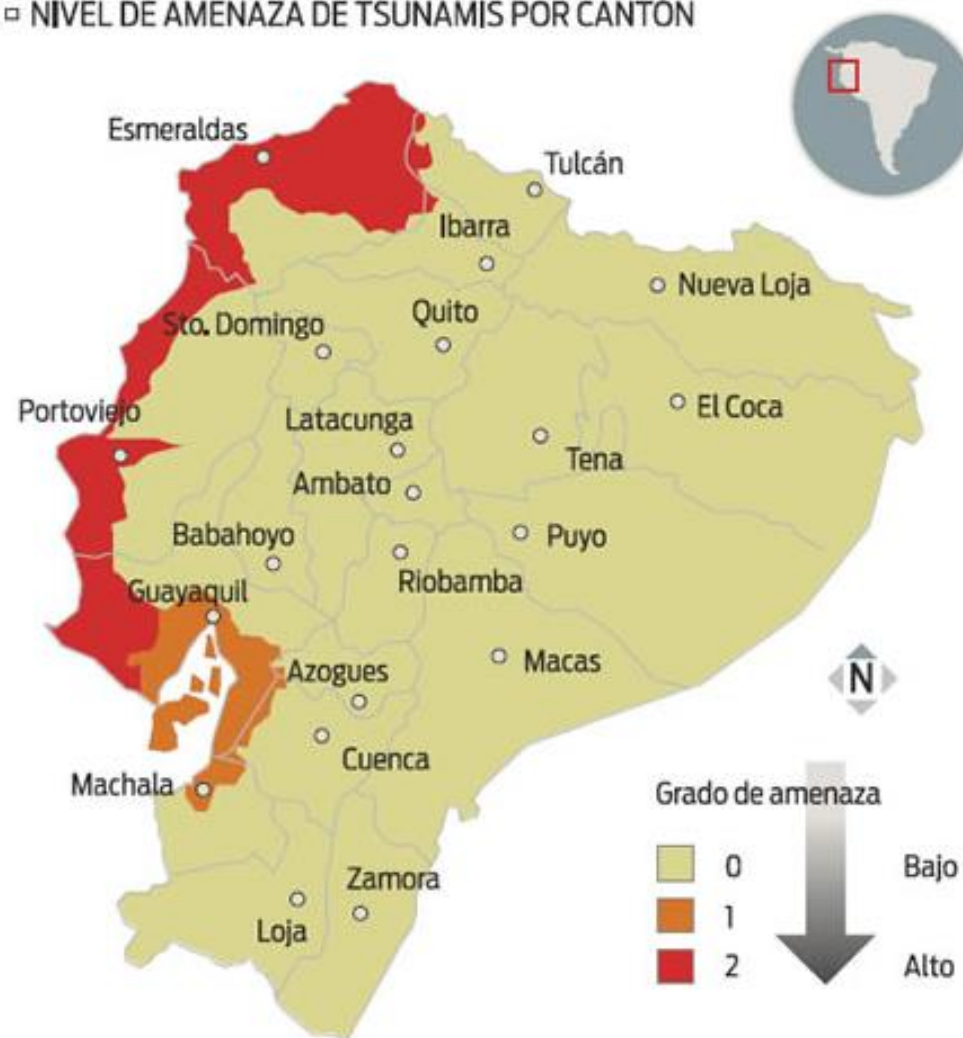 ▫ NIVEL DE AMENAZA DE TSUNAMIS POR CANTÓN
Esmeraldas
Tulcán
Ibarra
Nueva Loja
Quito
Sto. Domingo
El Coca
Portoviejo
Latacunga
Tena
Ambato
Puyo
Babahoyo
Riobamba
Guayaquil
Macas
Azogues
N
Cuenca
Machala
Grado de amenaza
0 Bajo
1
2 Alto
Zamora
Loja